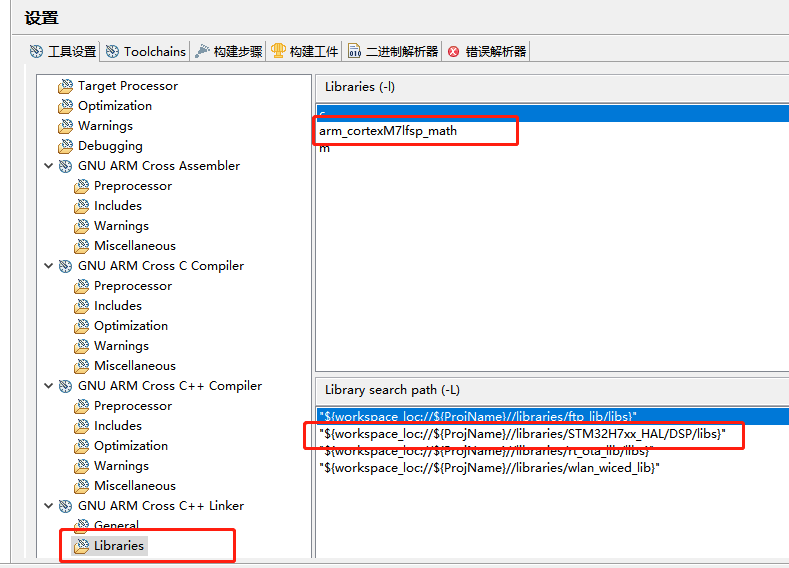 设置
工具设置 Toolchains 构建步骤 构建工件 二进制解析器 错误解析器
Target Processor
Optimization
Warnings
Debugging
GNU ARM Cross Assembler
Preprocessor
Includes
Warnings
Miscellaneous
GNU ARM Cross C Compiler
Preprocessor
Includes
Optimization
Warnings
Miscellaneous
GNU ARM Cross C++ Compiler
Preprocessor
Includes
Optimization
Warnings
Miscellaneous
GNU ARM Cross C++ Linker
General
Libraries
Libraries (-l)
c
arm_cortexM7lfsp_math
m
Library search path (-L)
"${workspace_loc://${ProjName}//libraries/ftp_lib/libs}"
"${workspace_loc://${ProjName}//libraries/STM32H7xx_HAL/DSP/libs}"
"${workspace_loc://${ProjName}//libraries/rt_ota_lib/libs}"
"${workspace_loc://${ProjName}//libraries/wlan_wiced_lib}"